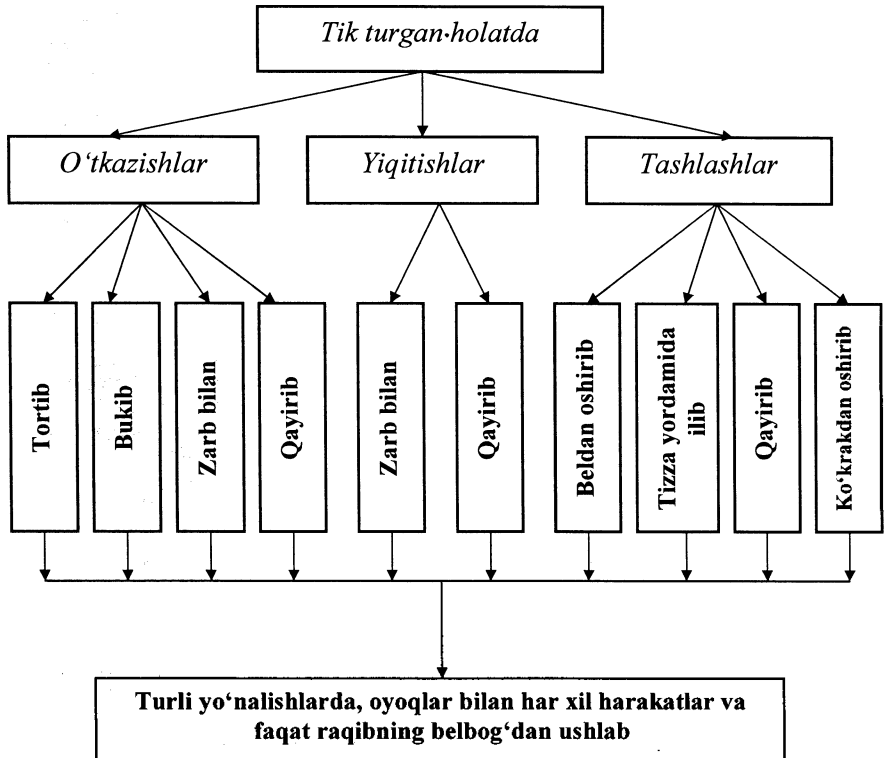 Tik turgan·holatda
O‘tkazishlar
Yiqitishlar
Tashlashlar
Tortib
Bukib
Zarb bilan
Qayirib
Zarb bilan
Qayirib
Beldan oshirib
Tizza yordamida
ilib
Qayirib
Ko‘krakdan oshirib
Turli yo‘nalishlarda, oyoqlar bilan har xil harakatlar va
faqat raqibning belbog‘dan ushlab